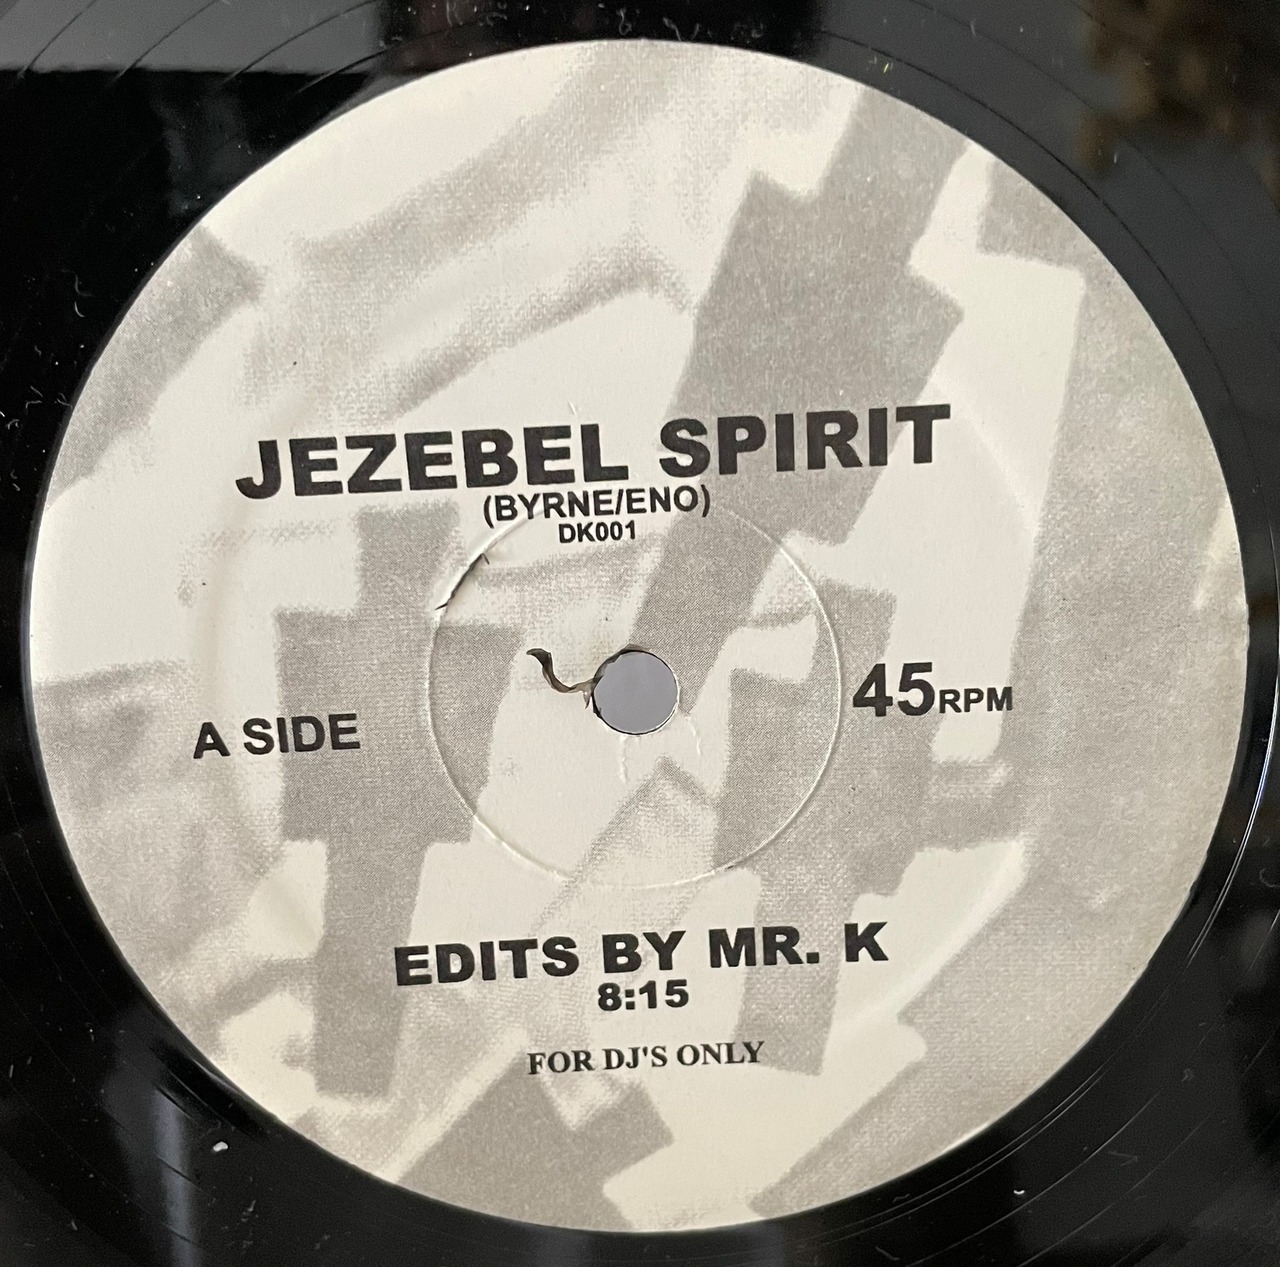 JEZEBEL SPIRIT
(BYRNE/ENO)
DK001
A SIDE
45RPM
EDITS BY MR. K
8:15
FOR DJ'S ONLY